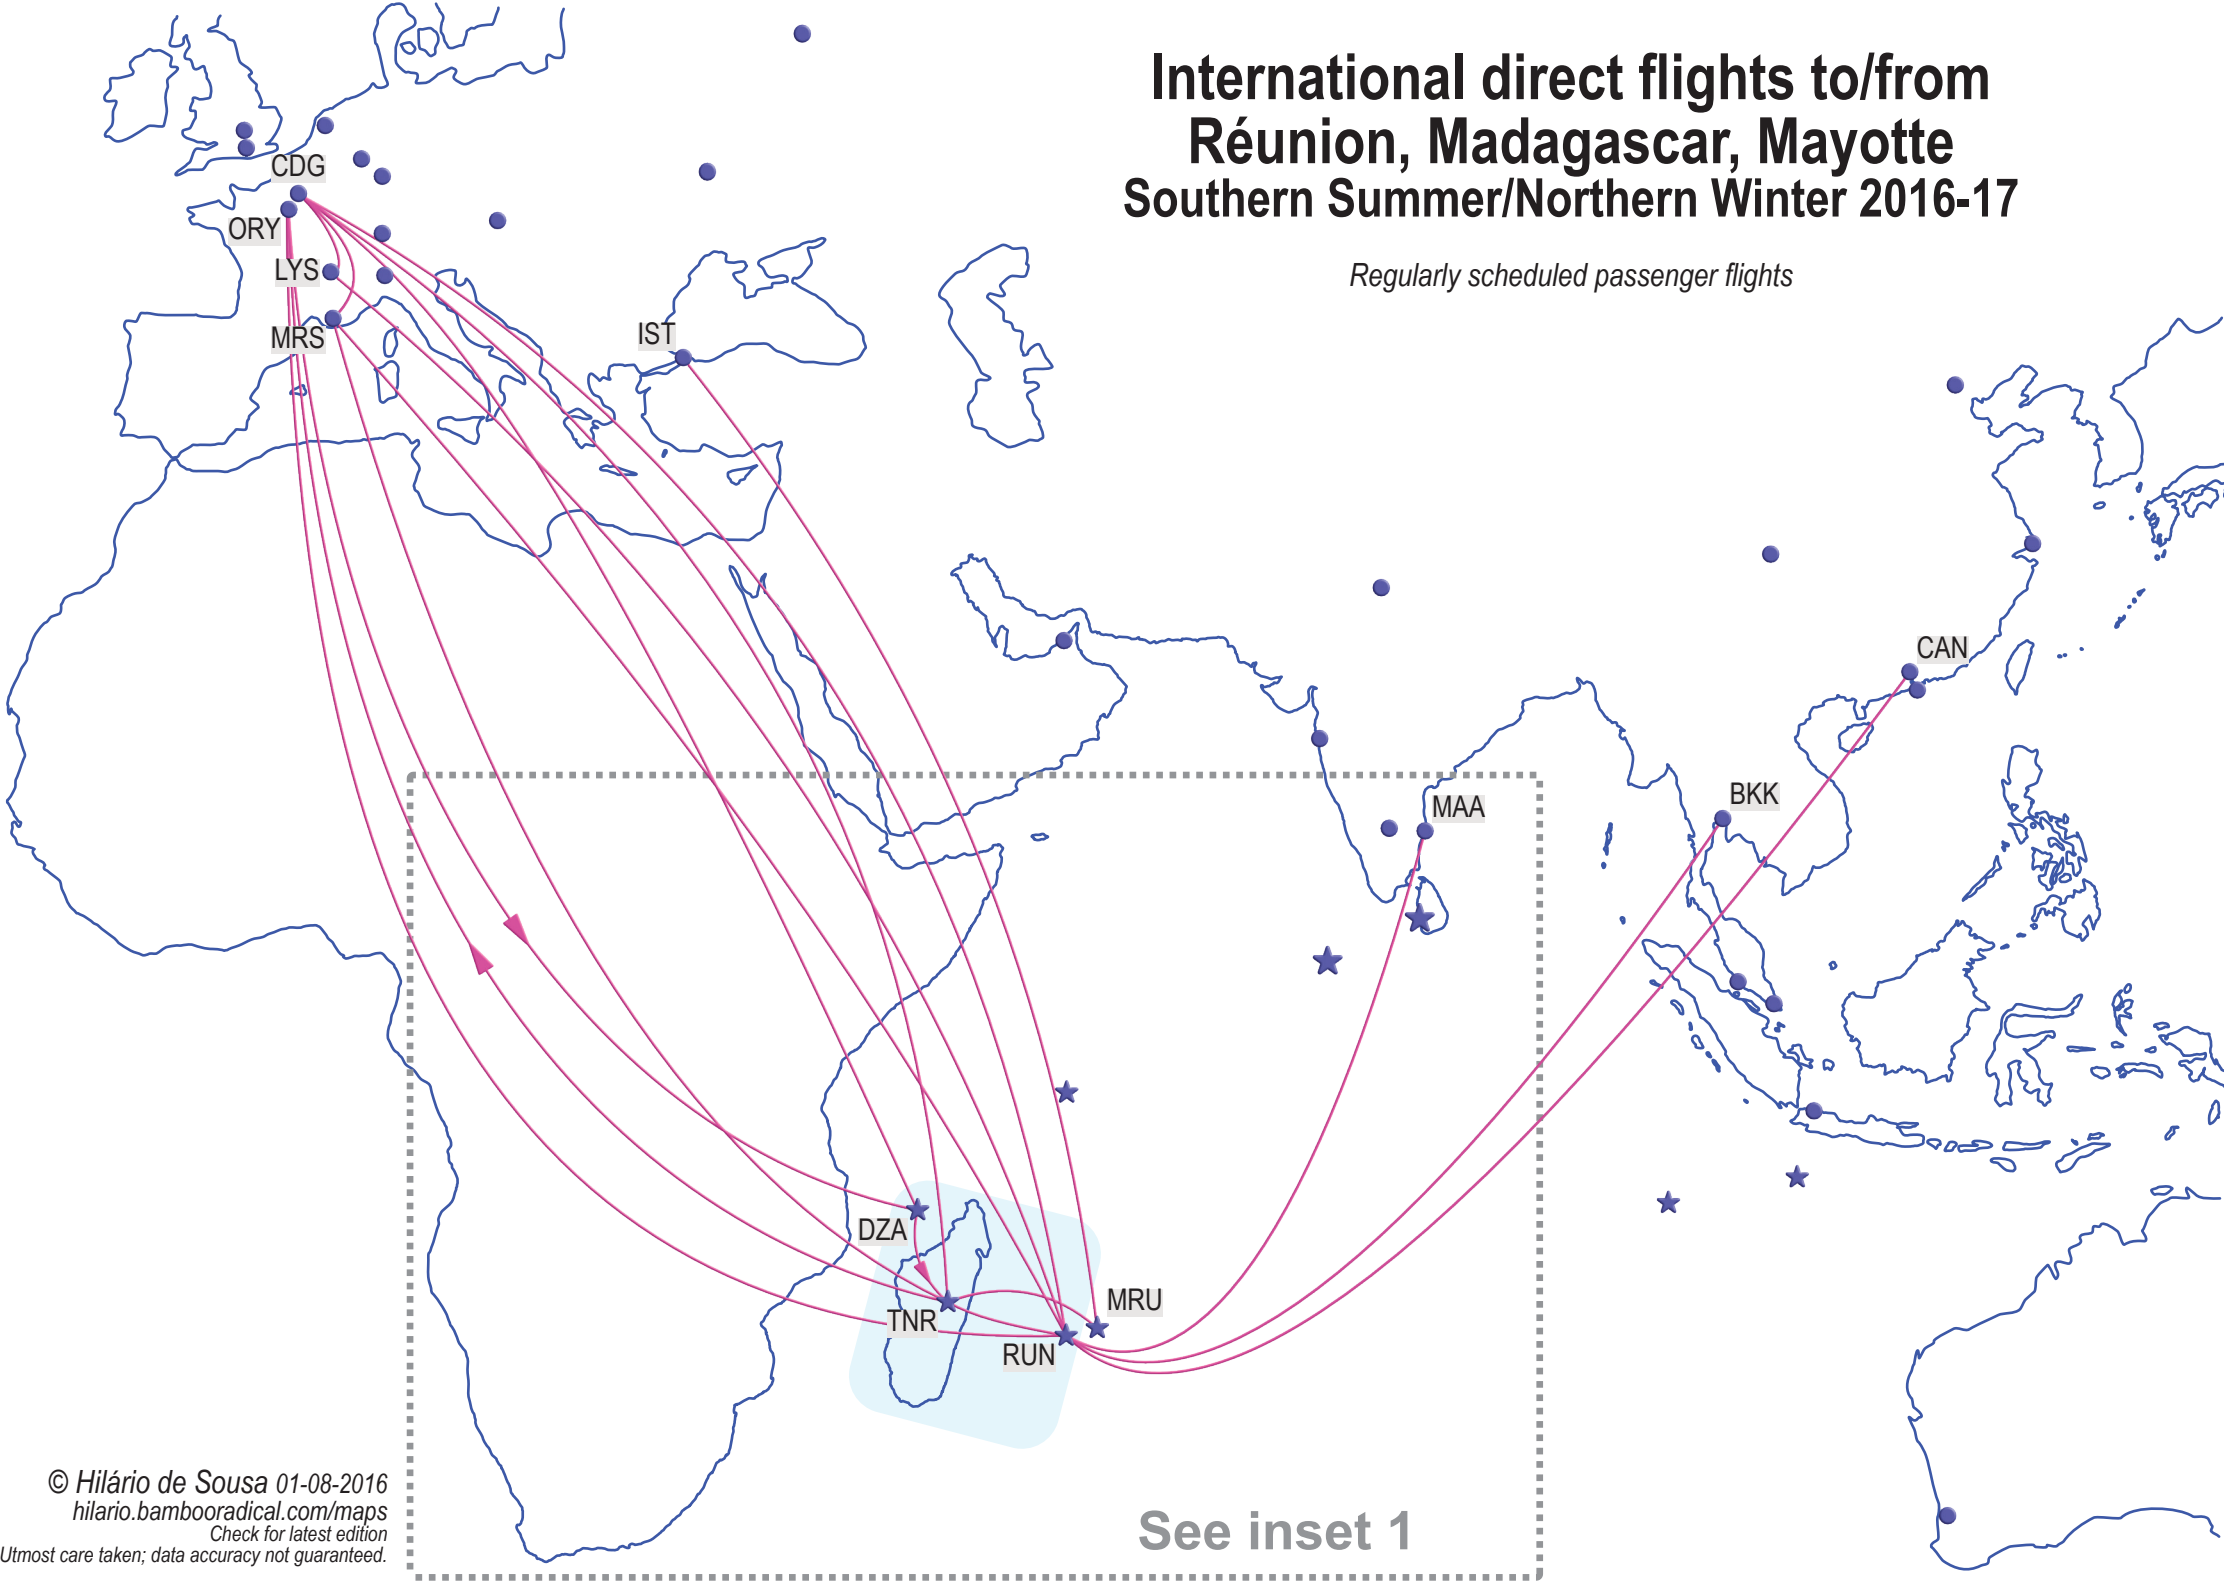 International direct flights to/from
Réunion, Madagascar, Mayotte
Southern Summer/Northern Winter 2016-17
Regularly scheduled passenger flights
CDG
ORY
LYS
MRS
IST
CAN
BKK
MAA
DZA
TNR
MRU
RUN
See inset 1
© Hilário de Sousa 01-08-2016
hilario.bambooradical.com/maps
Check for latest edition
Utmost care taken; data accuracy not guaranteed.